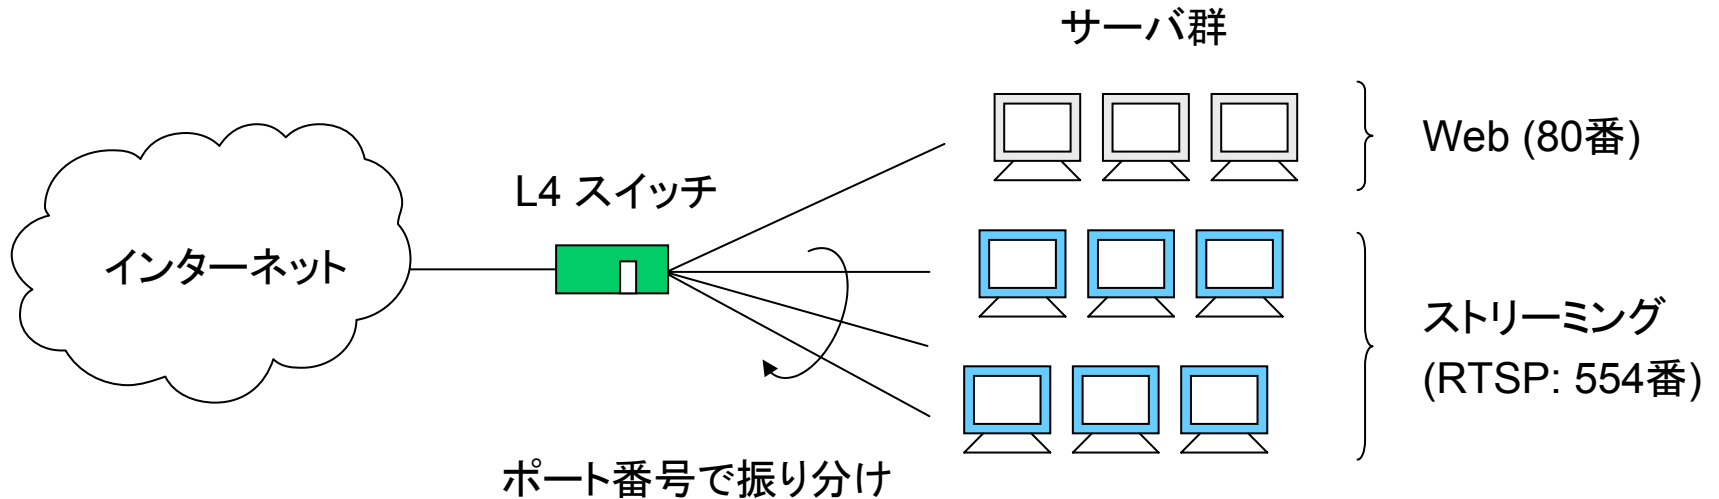 サーバ群
Web (80番)
L4 スイッチ
インターネット
ストリーミング
(RTSP: 554番)
ポート番号で振り分け